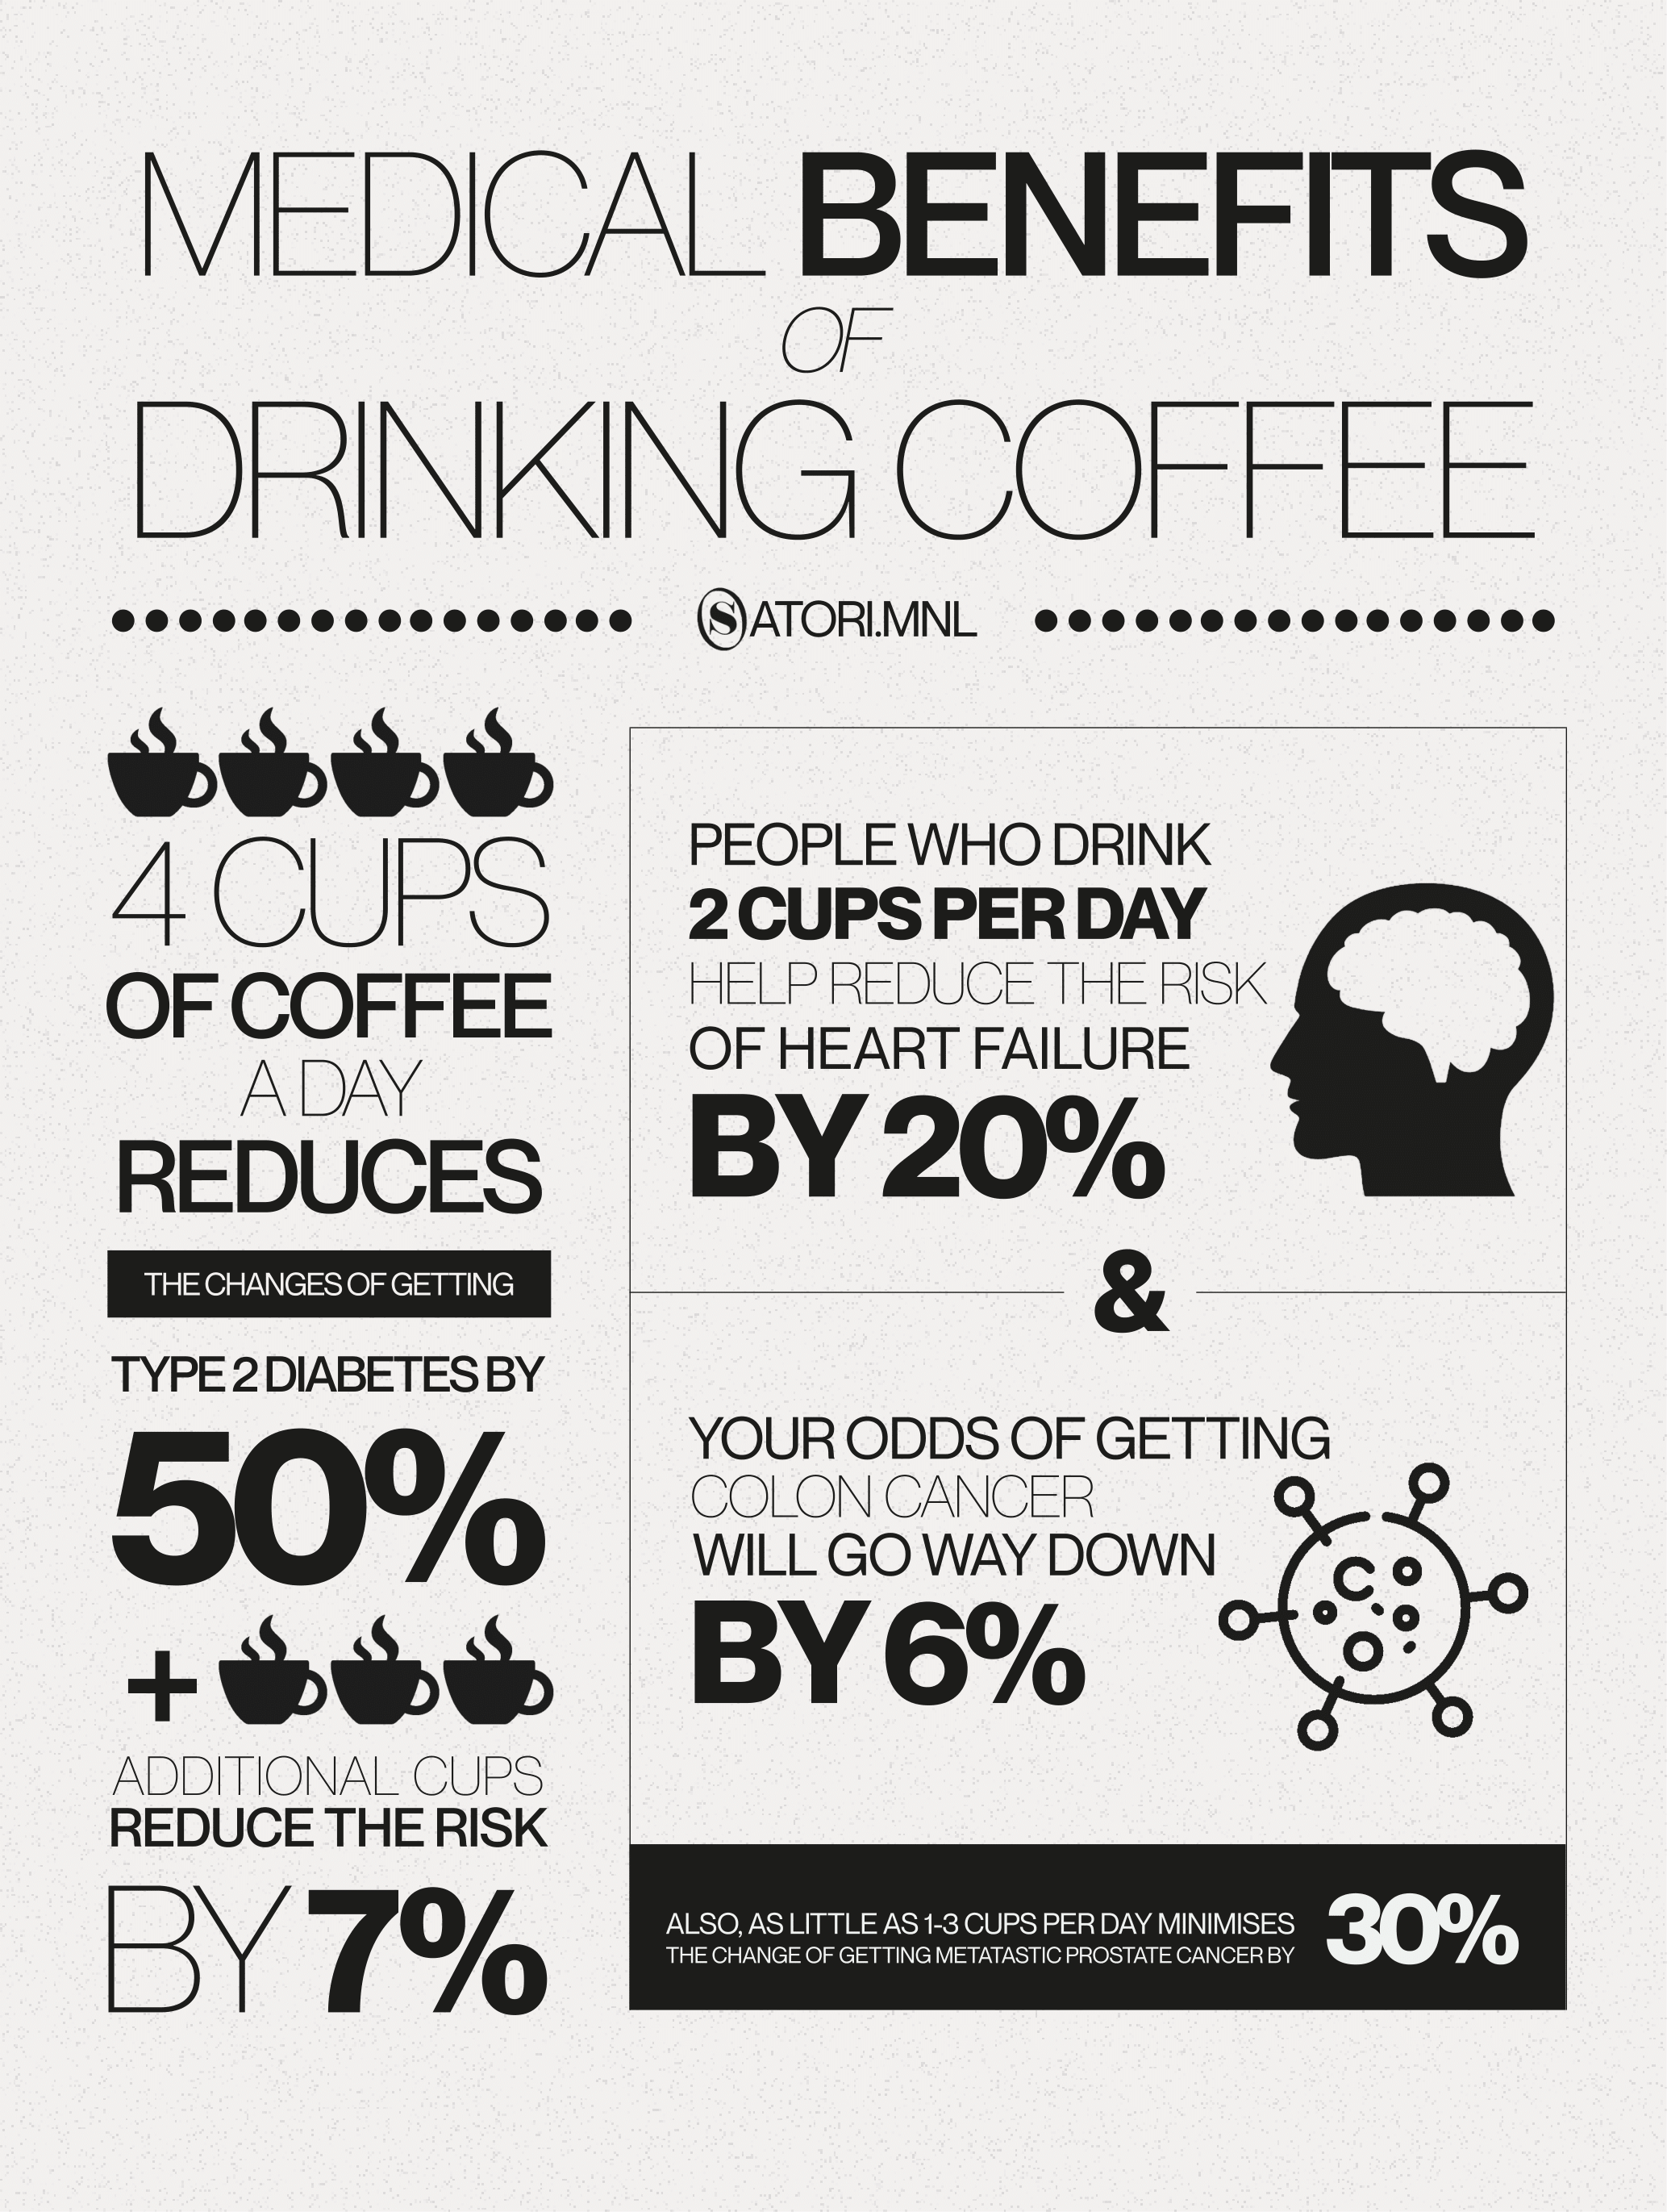 MEDICAL BENEFITS
OF
DRINKING COFFEE
SATORI.MNL
4 CUPS
OF COFFEE
A DAY
REDUCES
THE CHANGES OF GETTING
TYPE 2 DIABETES BY
50%
+
ADDITIONAL CUPS
REDUCE THE RISK
BY 7%
PEOPLE WHO DRINK
2 CUPS PER DAY
HELP REDUCE THE RISK
OF HEART FAILURE
BY 20%
&
YOUR ODDS OF GETTING
COLON CANCER
WILL GO WAY DOWN
BY 6%
ALSO, AS LITTLE AS 1-3 CUPS PER DAY MINIMISES
THE CHANGE OF GETTING METATASTIC PROSTATE CANCER BY
30%